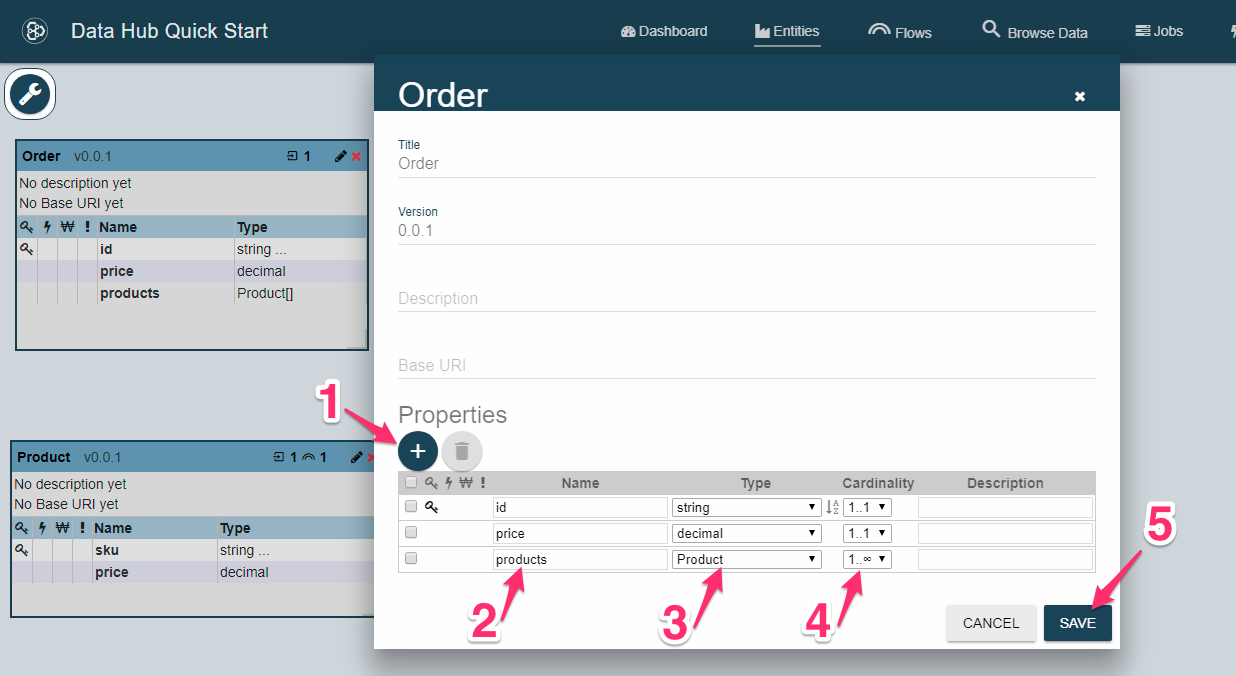 Data Hub Quick Start
Dashboard
Entities
Flows
Browse Data
Jobs
Order v0.0.1 1
No description yet
No Base URI yet
! Name Type
id string ...
price decimal
products Product[]
Product v0.0.1 1 1
No description yet
No Base URI yet
! Name Type
sku string ...
price decimal
Order
Title
Order
Version
0.0.1
Description
Base URI
1
Properties
+
! Name Type Cardinality Description
id string 1..1
price decimal 1..1
products Product 1..∞
2
3
4
5
CANCEL
SAVE